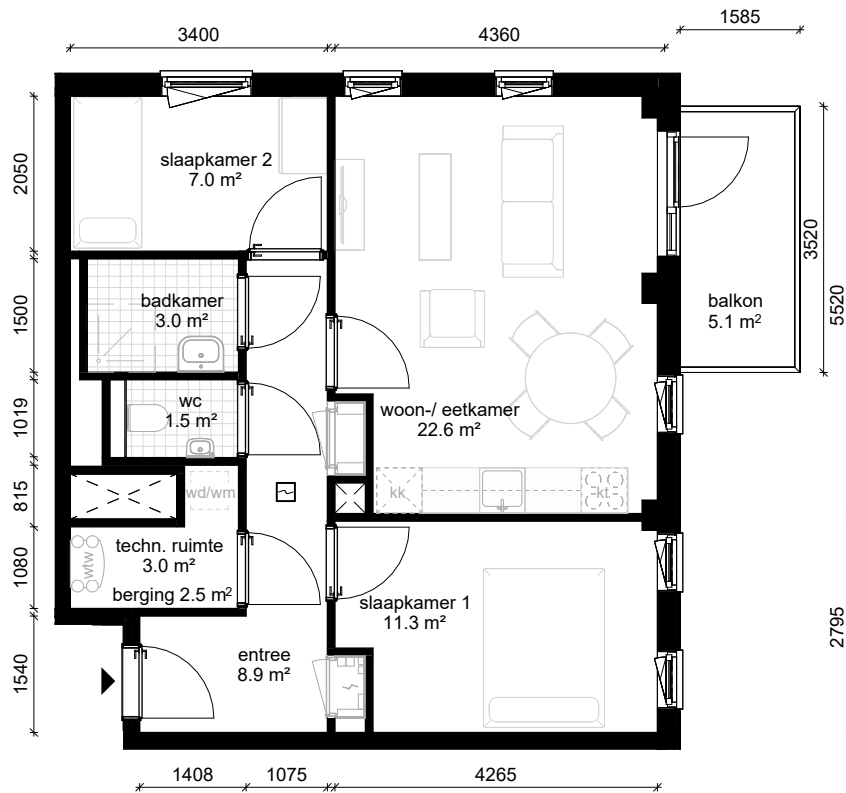 1585
3400
4360
slaapkamer 2
7.0 m²
2050
3520
5520
badkamer
3.0 m²
1500
balkon
5.1 m²
wc
1.5 m²
1019
woon-/ eetkamer
22.6 m²
kk
kt
wd/wm
815
techn. ruimte
3.0 m²
wtw
berging 2.5 m²
1080
slaapkamer 1
11.3 m²
2795
entree
8.9 m²
1540
1408
1075
4265